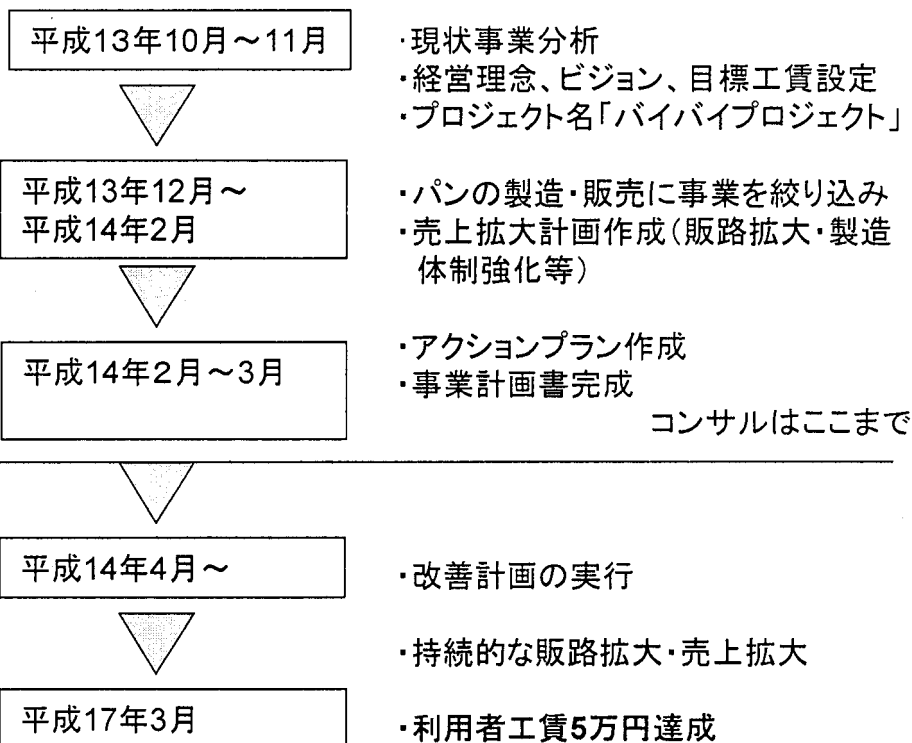 平成13年10月~11月
・現状事業分析
・経営理念、ビジョン、目標工賃設定
・プロジェクト名「バイバイプロジェクト」
平成13年12月~
平成14年2月
・パンの製造・販売に事業を絞り込み
・売上拡大計画作成(販路拡大・製造
体制強化等)
平成14年2月~3月
・アクションプラン作成
・事業計画書完成
コンサルはここまで
平成14年4月~
・改善計画の実行
・持続的な販路拡大・売上拡大
平成17年3月
・利用者工賃5万円達成